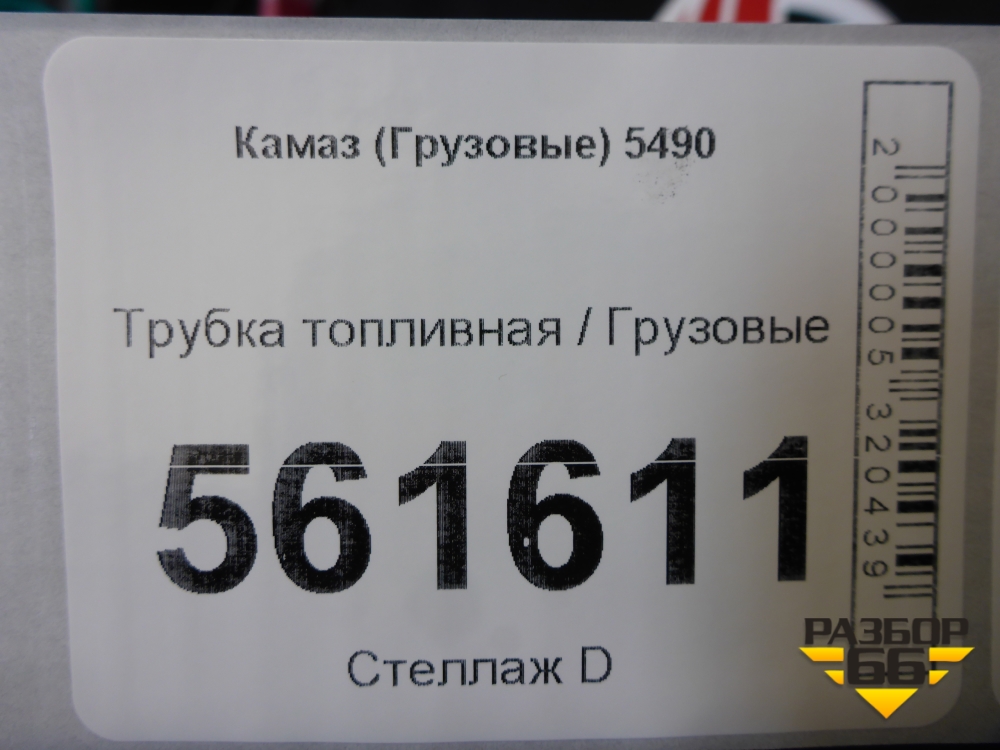 Камаз (Грузовые) 5490
Трубка топливная / Грузовые
561611
Стеллаж D
2000005320439
РАЗБОР
66